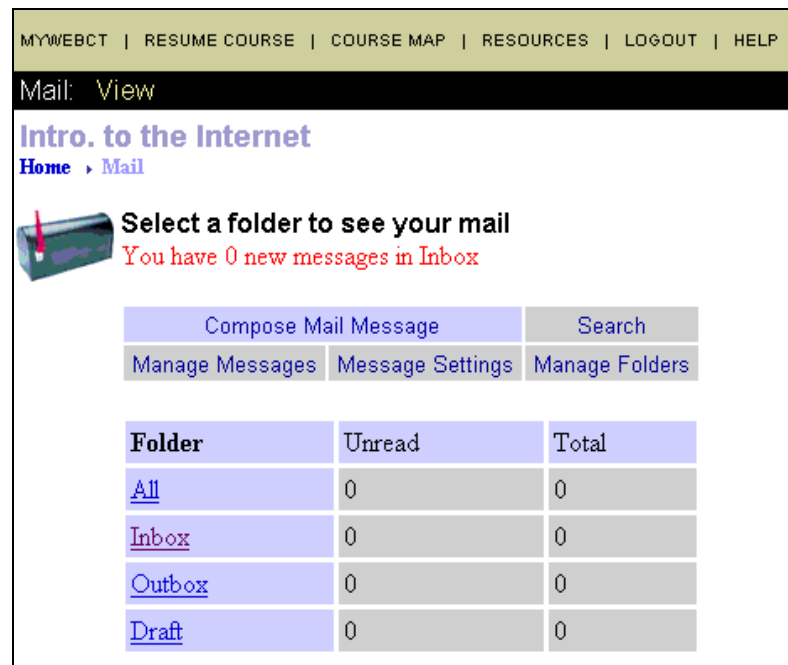 MYWEBCT | RESUME COURSE | COURSE MAP | RESOURCES | LOGOUT | HELP
Mail: View
Intro. to the Internet
Home › Mail
Select a folder to see your mail
You have 0 new messages in Inbox
Compose Mail Message Search
Manage Messages Message Settings Manage Folders
Folder Unread Total
All 0 0
Inbox 0 0
Outbox 0 0
Draft 0 0